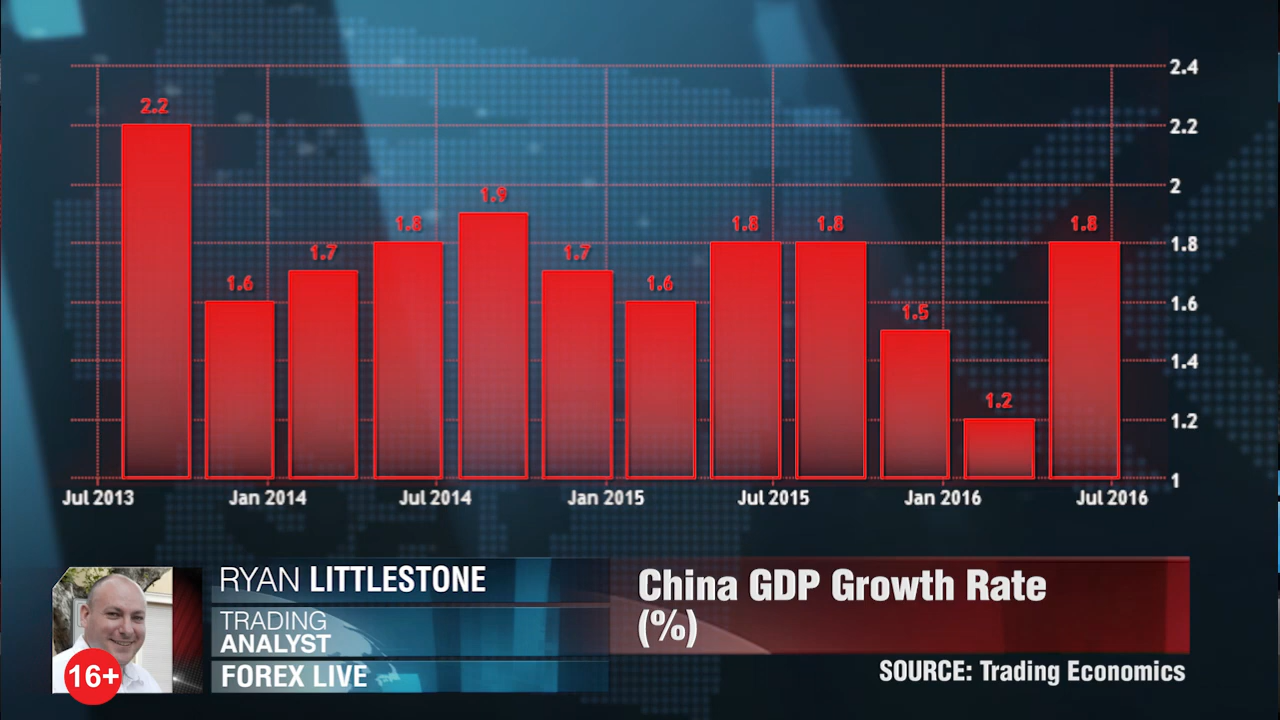 2.4
2.2
2.2
1.9
2
1.8
1.8
1.8
1.8
1.8
1.7
1.7
1.6
1.6
1.6
1.5
1.4
1.2
1.2
1
Jul 2013
Jan 2014
Jul 2014
Jan 2015
Jul 2015
Jan 2016
Jul 2016
RYAN LITTLESTONE
TRADING
ANALYST
FOREX LIVE
16+
China GDP Growth Rate
(%)
SOURCE: Trading Economics